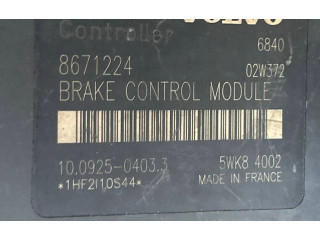 VOLVO
Controller
6840
8671224 02W372
BRAKE CONTROL MODULE
10.0925-0403.3 5WK8 4002
*1HF2I10S44* MADE IN FRANCE